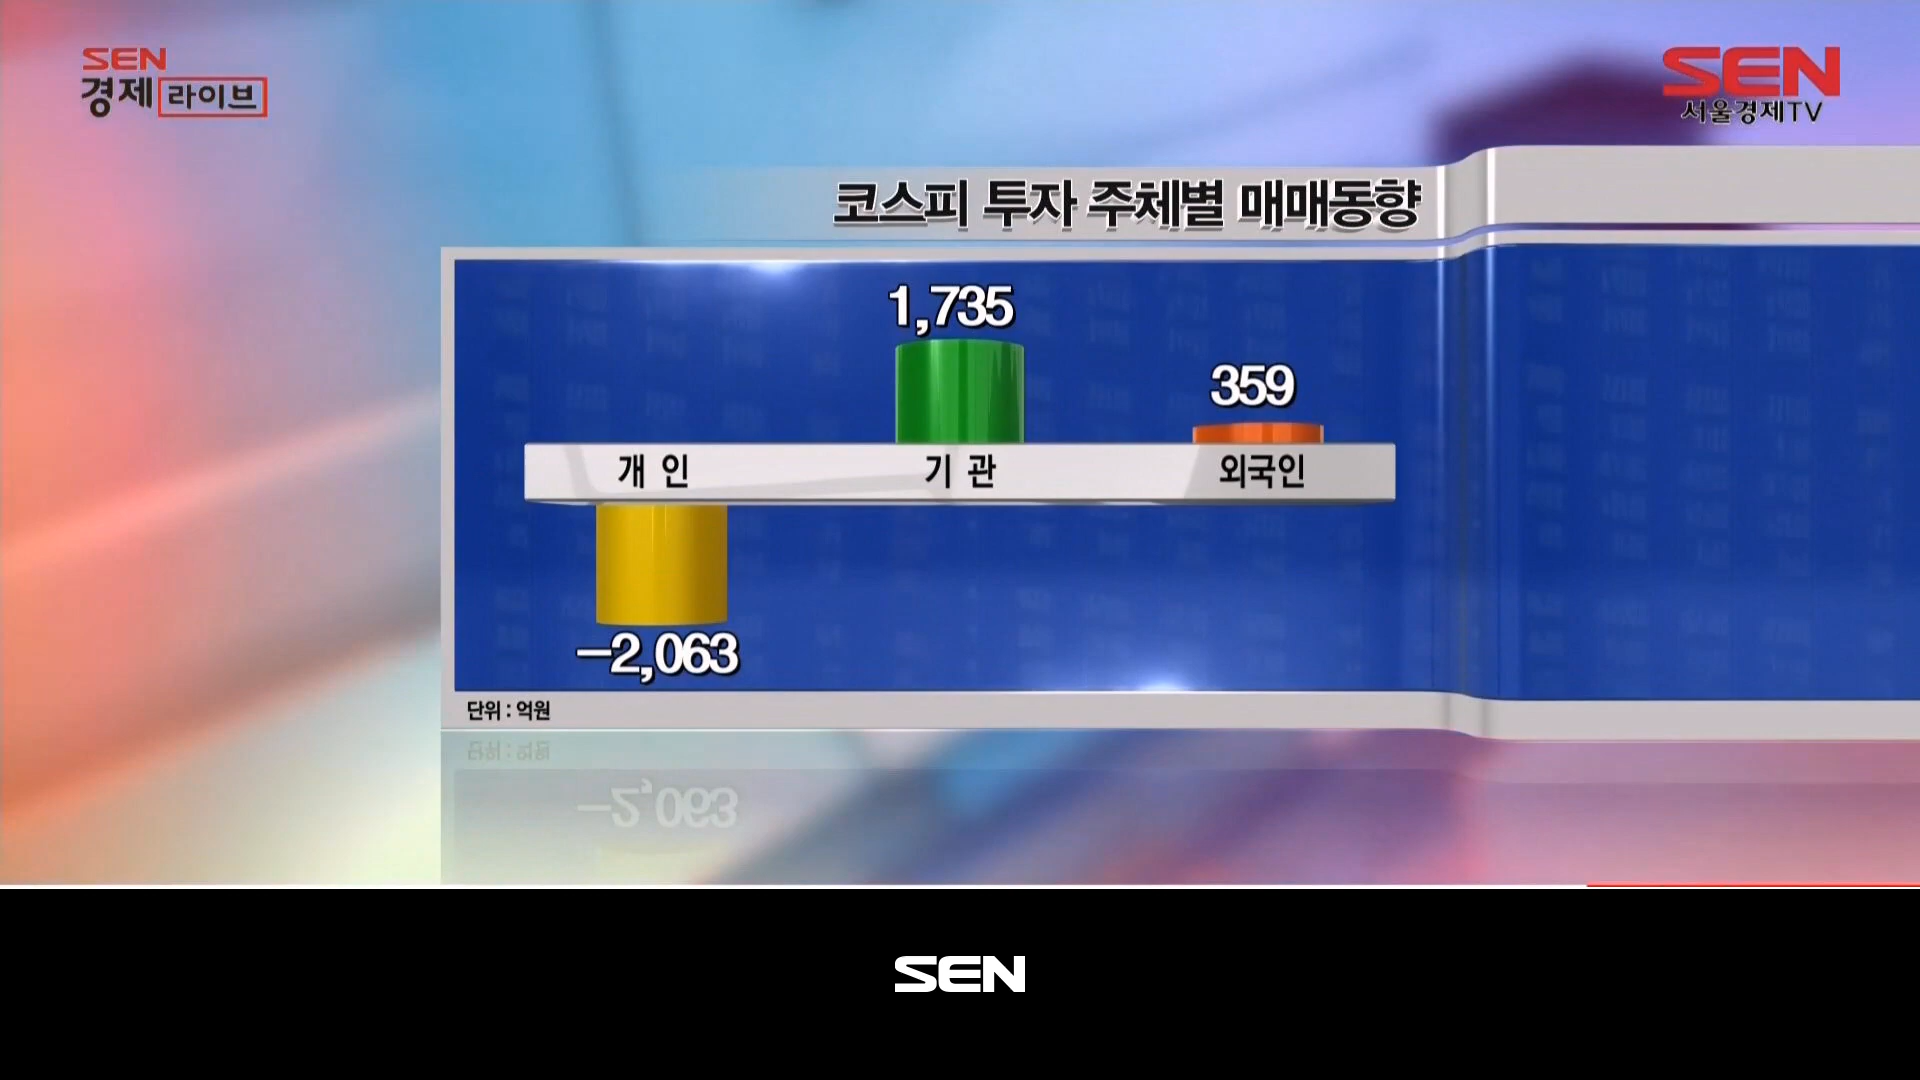 SEN
경제 라이브
SEN
서울경제TV
코스피 투자 주체별 매매동향
1,735
359
개 인
기 관
외국인
-2,063
단위 : 억원
SEN